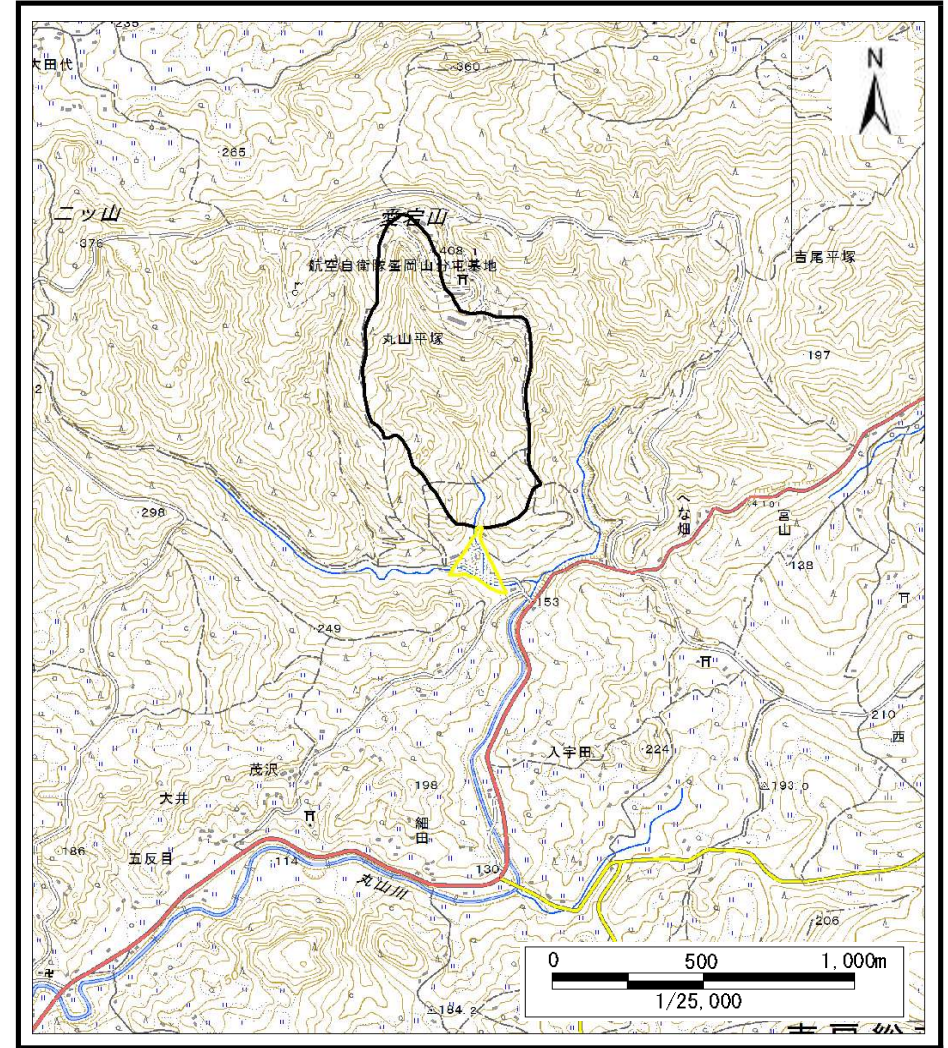 大田代
360
N
265
二ッ山
愛宕山
376
408.1
航空自衛隊峯岡山分屯基地
吉尾平塚
丸山平塚
197
298
へな畑
宮山
138
153
249
210
西
入宇田
224
茂沢
大井
198
193.0
細田
186
五反目
114
130
丸山川
206
0 500 1,000m
1/25,000
184.2